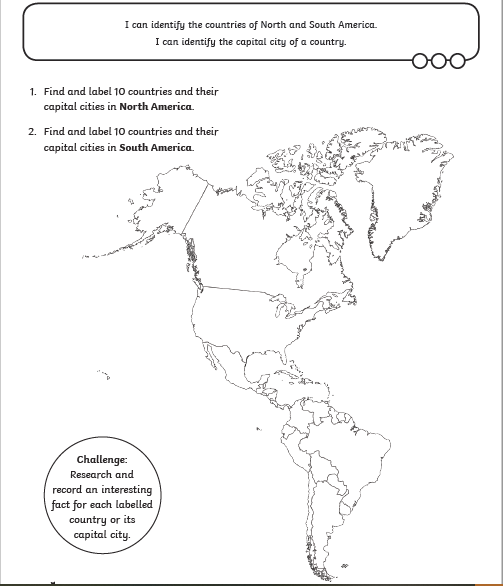 I can identify the countries of North and South America.
I can identify the capital city of a country.
1. Find and label 10 countries and their
capital cities in North America.
2. Find and label 10 countries and their
capital cities in South America.
Challenge:
Research and
record an interesting
fact for each labelled
country or its
capital city.